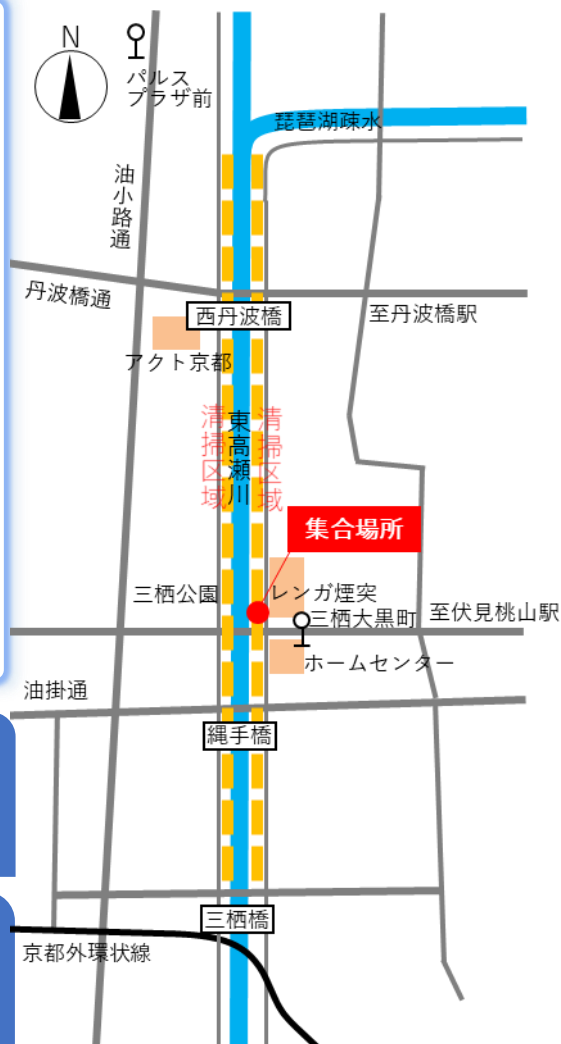 N
パルス
プラザ前
琵琶湖疏水
油小路通
丹波橋通
西丹波橋
至丹波橋駅
アクト京都
清掃区域
東高瀬川
清掃区域
集合場所
三栖公園
レンガ煙突
三栖大黒町
至伏見桃山駅
ホームセンター
油掛通
縄手橋
三栖橋
京都外環状線